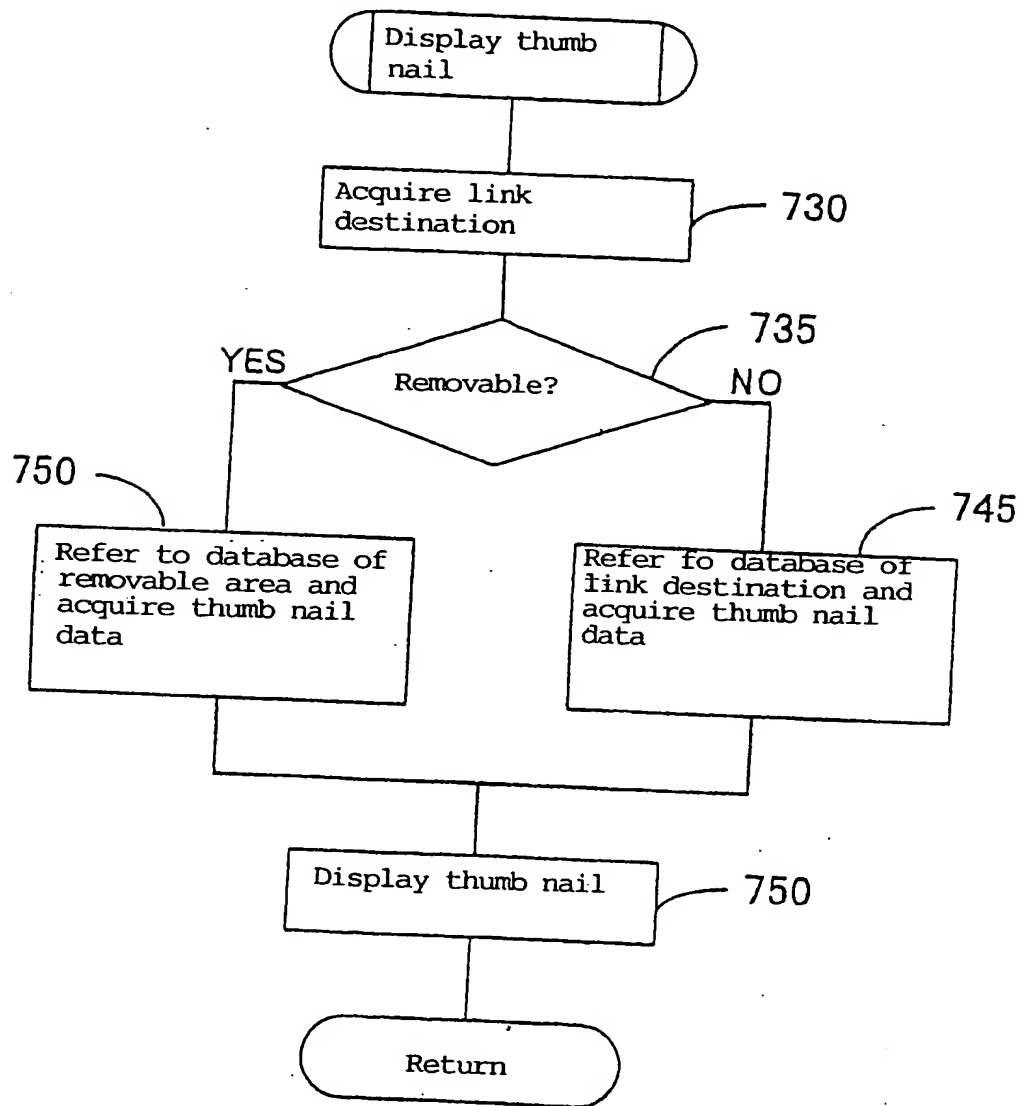 Display thumb
nail
Acquire link
destination
730
735
YES
Removable?
NO
750
745
Refer to database of
removable area and
acquire thumb nail
data
Refer fo database of
link destination and
acquire thumb nail
data
Display thumb nail
750
Return